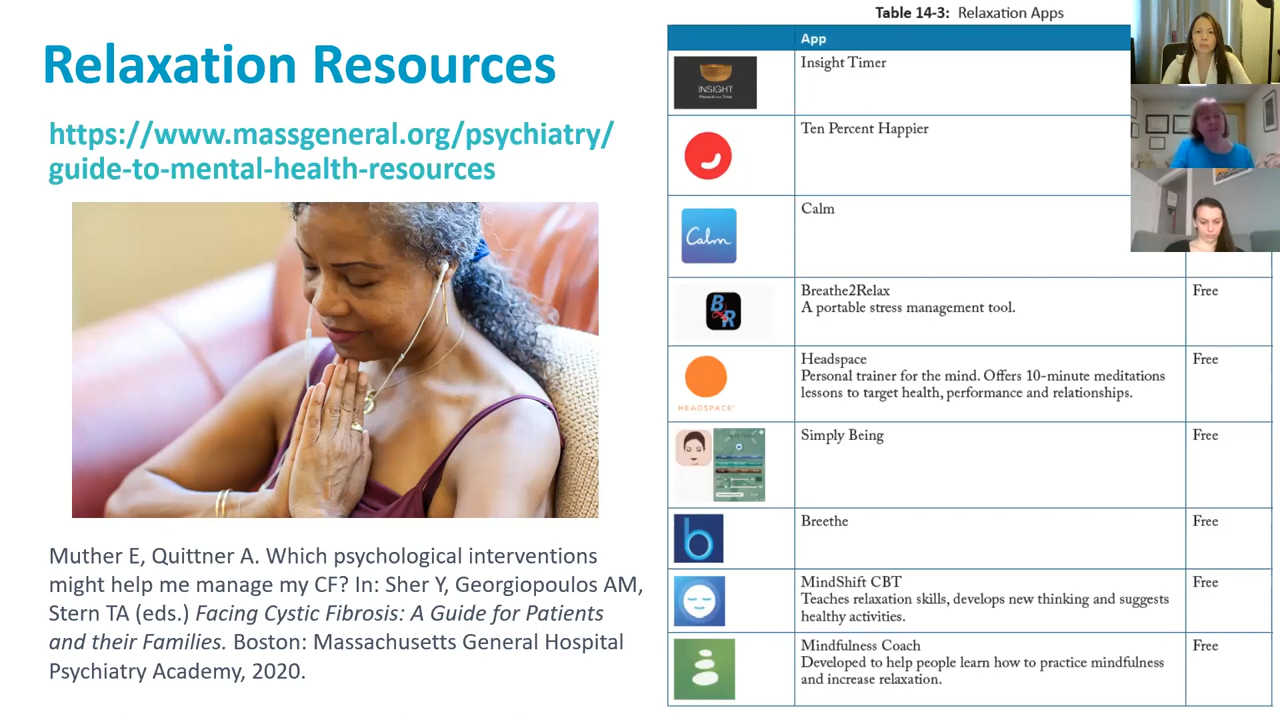 Relaxation Resources
https://www.massgeneral.org/psychiatry/
guide-to-mental-health-resources
Muther E, Quittner A. Which psychological interventions
might help me manage my CF? In: Sher Y, Georgiopoulos AM,
Stern TA (eds.) Facing Cystic Fibrosis: A Guide for Patients
and their Families. Boston: Massachusetts General Hospital
Psychiatry Academy, 2020.
Table 14-3: Relaxation Apps
App
INSIGHT
Insight Timer
Ten Percent Happier
Calm
Calm
B2R
Breathe2Relax
Free
A portable stress management tool.
HEADSPACE
Headspace
Free
Personal trainer for the mind. Offers 10-minute meditations
lessons to target health, performance and relationships.
Simply Being
Free
b
Breethe
Free
MindShift CBT
Free
Teaches relaxation skills, develops new thinking and suggests
healthy activities.
Mindfulness Coach
Free
Developed to help people learn how to practice mindfulness
and increase relaxation.